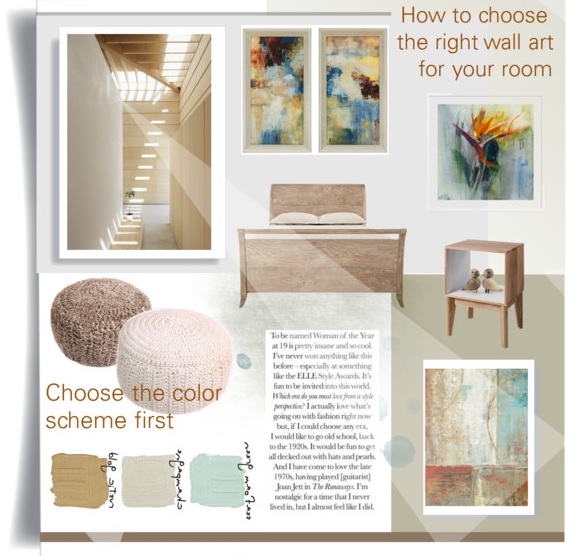 How to choose
the right wall art
for your room
Choose the color
scheme first
To be named Woman of the Year
at 19 is pretty insane and so cool.
I've never won anything like this
before—especially at something
like the ELLE Style Awards. It's
fun to be invited into this world.
Which era do you most love from a style
perspective? I actually love what's
going on with fashion right now
but, if I could choose any era,
I would like to go old school, back
to the 1920s. It would be fun to get
all decked out with hats and pearls.
And I have come to love the late
1970s, having played [guitarist]
Joan Jett in The Runaways. I'm
nostalgic for a time that I never
lived in, but I almost feel like I did.